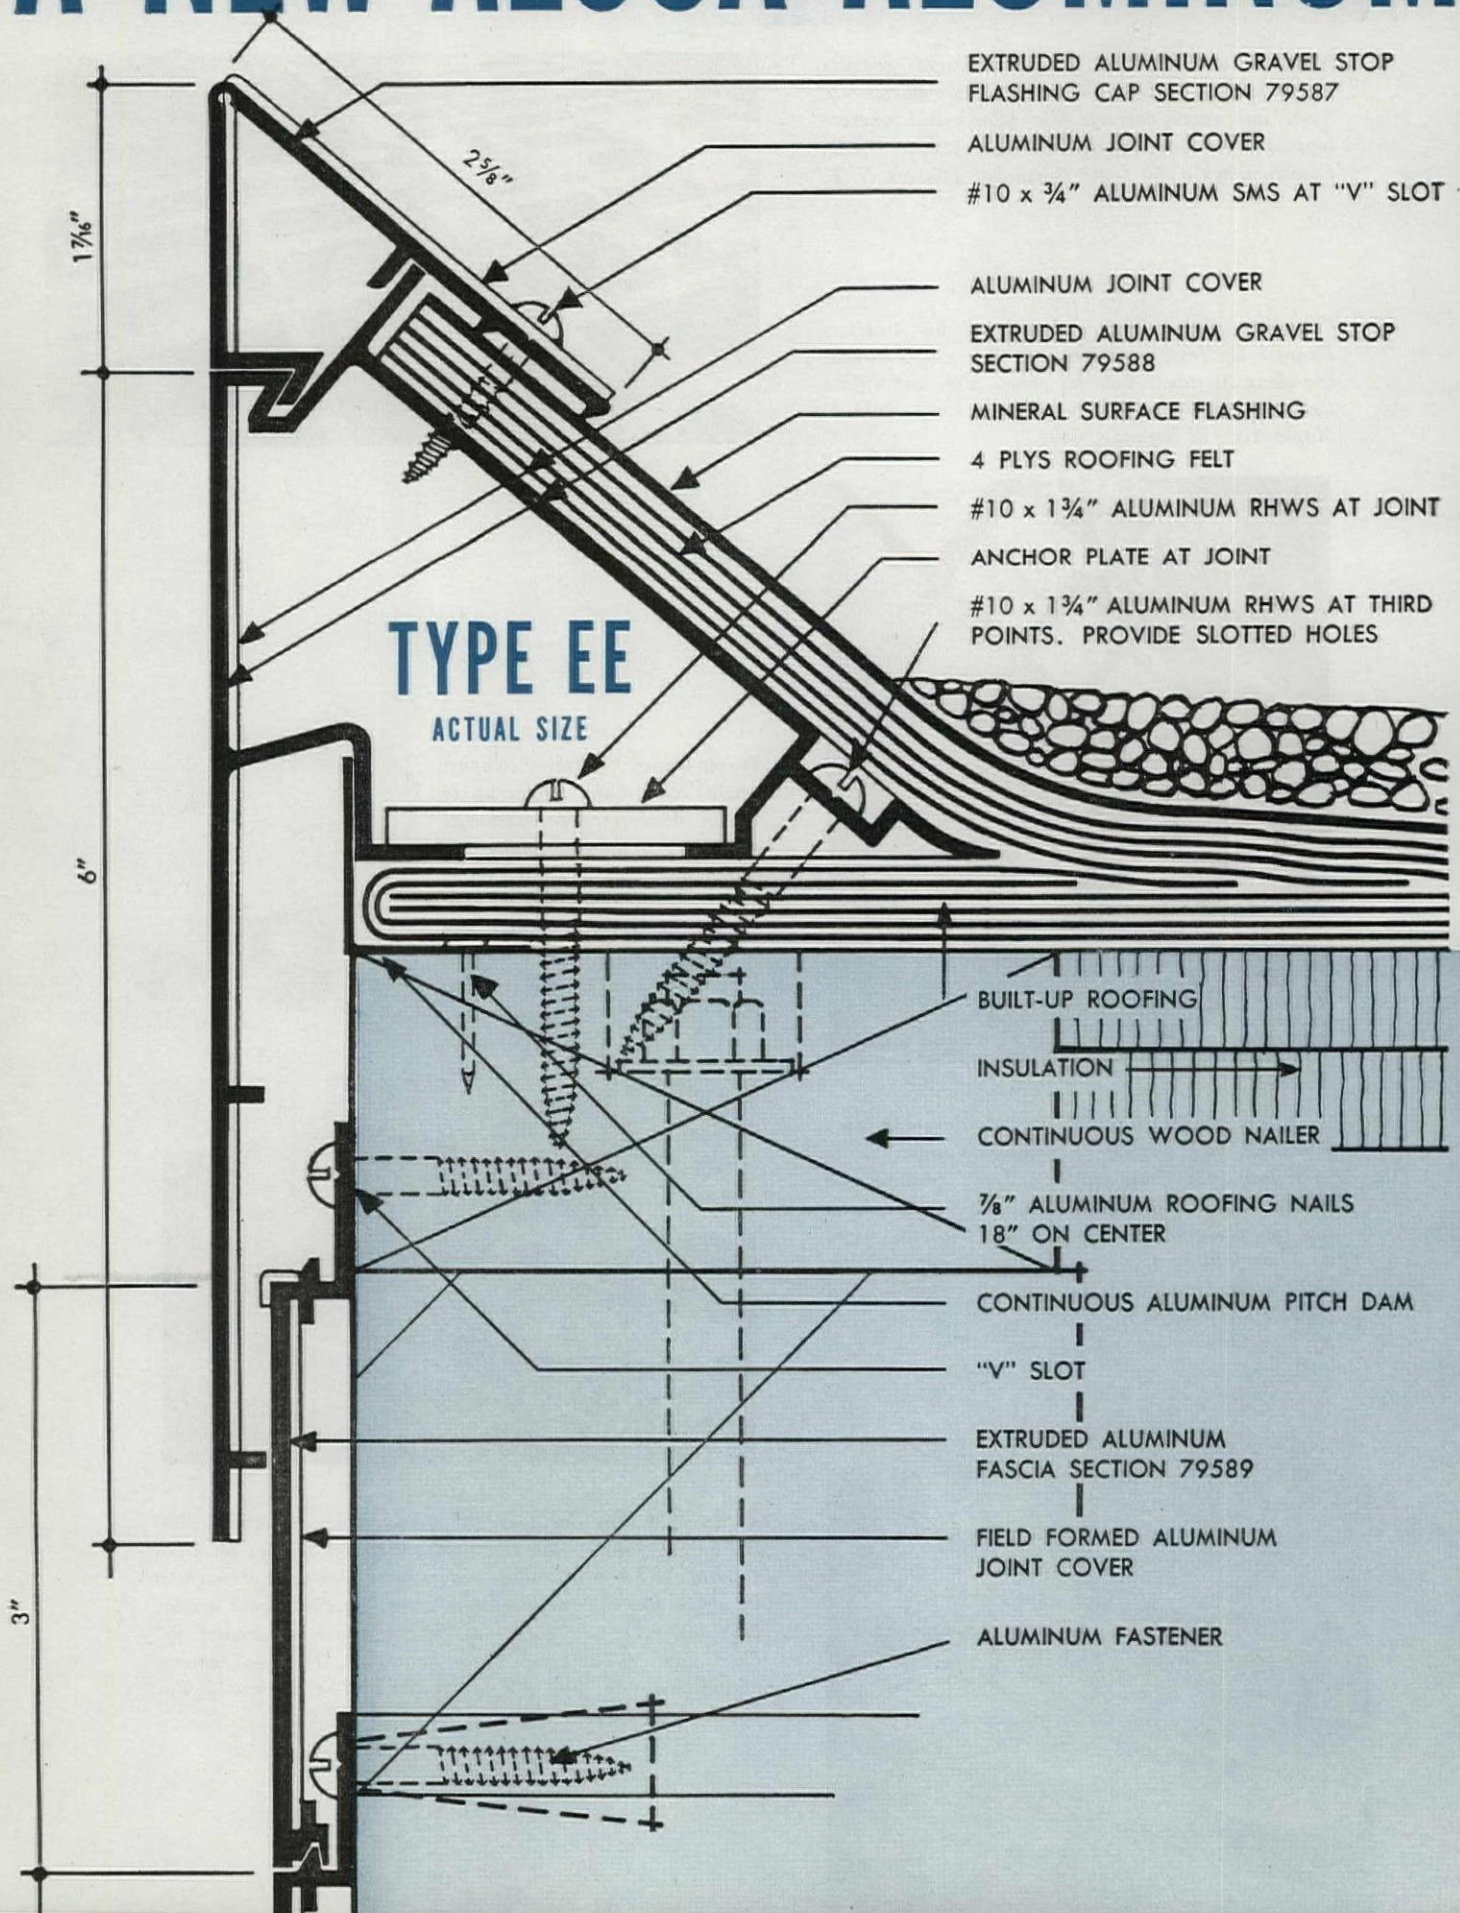 A NEW ALCOA ALUMINUM
EXTRUDED ALUMINUM GRAVEL STOP
FLASHING CAP SECTION 79587
ALUMINUM JOINT COVER
#10 x ¾" ALUMINUM SMS AT "V" SLOT
2⅝"
1 7/16"
ALUMINUM JOINT COVER
EXTRUDED ALUMINUM GRAVEL STOP
SECTION 79588
MINERAL SURFACE FLASHING
4 PLYS ROOFING FELT
#10 x 1¾" ALUMINUM RHWS AT JOINT
ANCHOR PLATE AT JOINT
#10 x 1¾" ALUMINUM RHWS AT THIRD
POINTS. PROVIDE SLOTTED HOLES
TYPE EE
ACTUAL SIZE
6"
BUILT-UP ROOFING
INSULATION
CONTINUOUS WOOD NAILER
⅞" ALUMINUM ROOFING NAILS
18" ON CENTER
CONTINUOUS ALUMINUM PITCH DAM
"V" SLOT
EXTRUDED ALUMINUM
FASCIA SECTION 79589
FIELD FORMED ALUMINUM
JOINT COVER
3"
ALUMINUM FASTENER